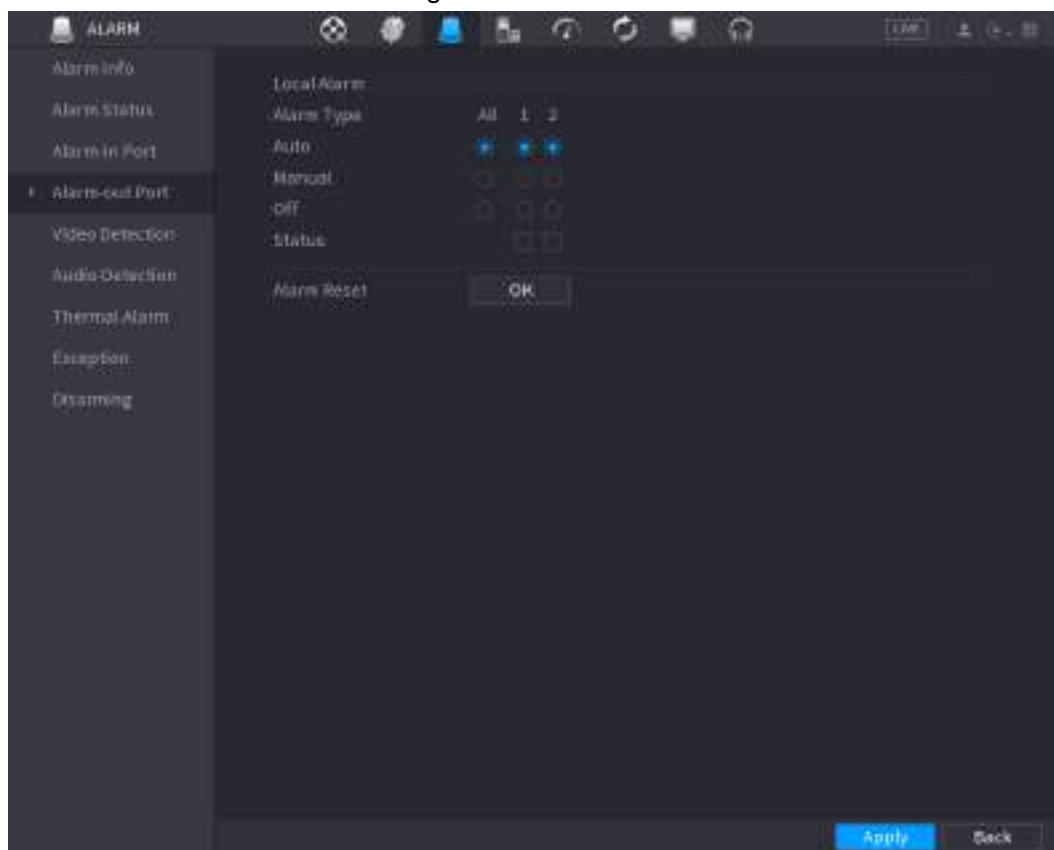 ALARM
LIVE
Alarm Info
Alarm Status
Alarm-in Port
Alarm-out Port
Video Detection
Audio Detection
Thermal Alarm
Exception
Disarming
Local Alarm
Alarm Type All 1 2
Auto
Manual
Off
Status
Alarm Reset OK
Apply Back